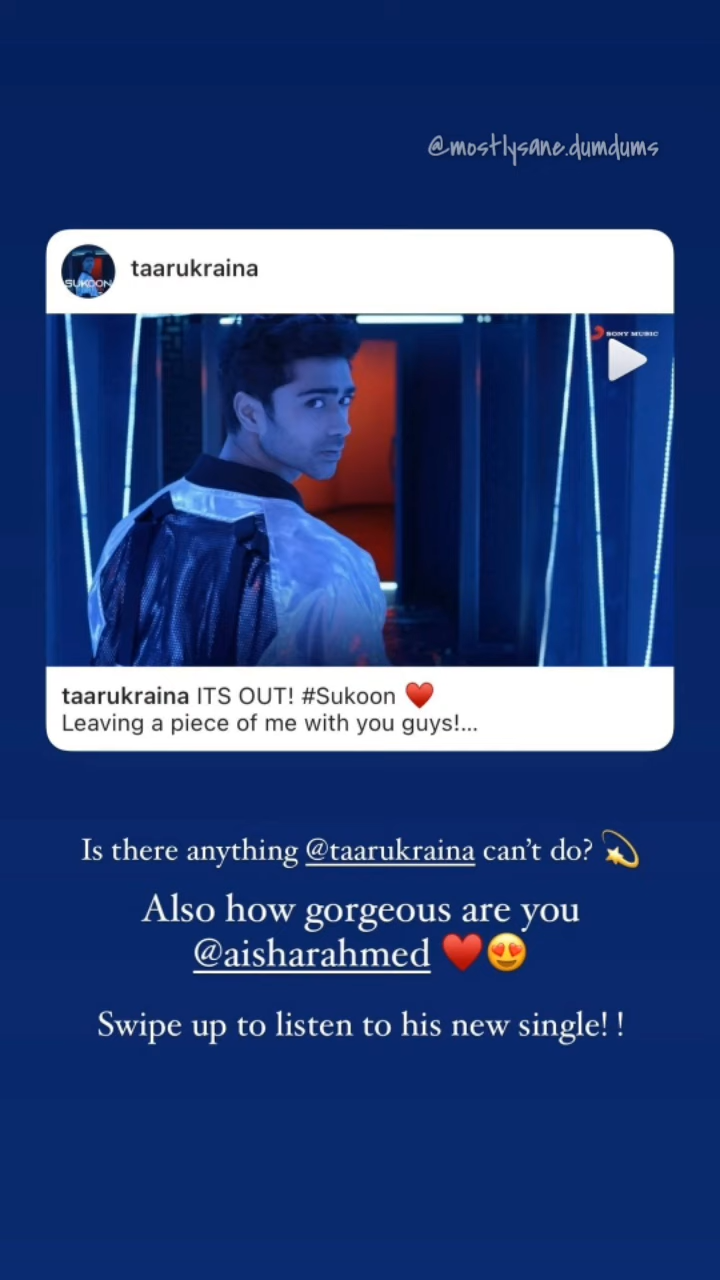 @mostlysane.dumdums
SUKOON
taarukraina
SONY MUSIC
taarukraina ITS OUT! #Sukoon ♥️
Leaving a piece of me with you guys!...
Is there anything @taarukraina can’t do? 💫
Also how gorgeous are you
@aisharahmed ♥️😍
Swipe up to listen to his new single! !